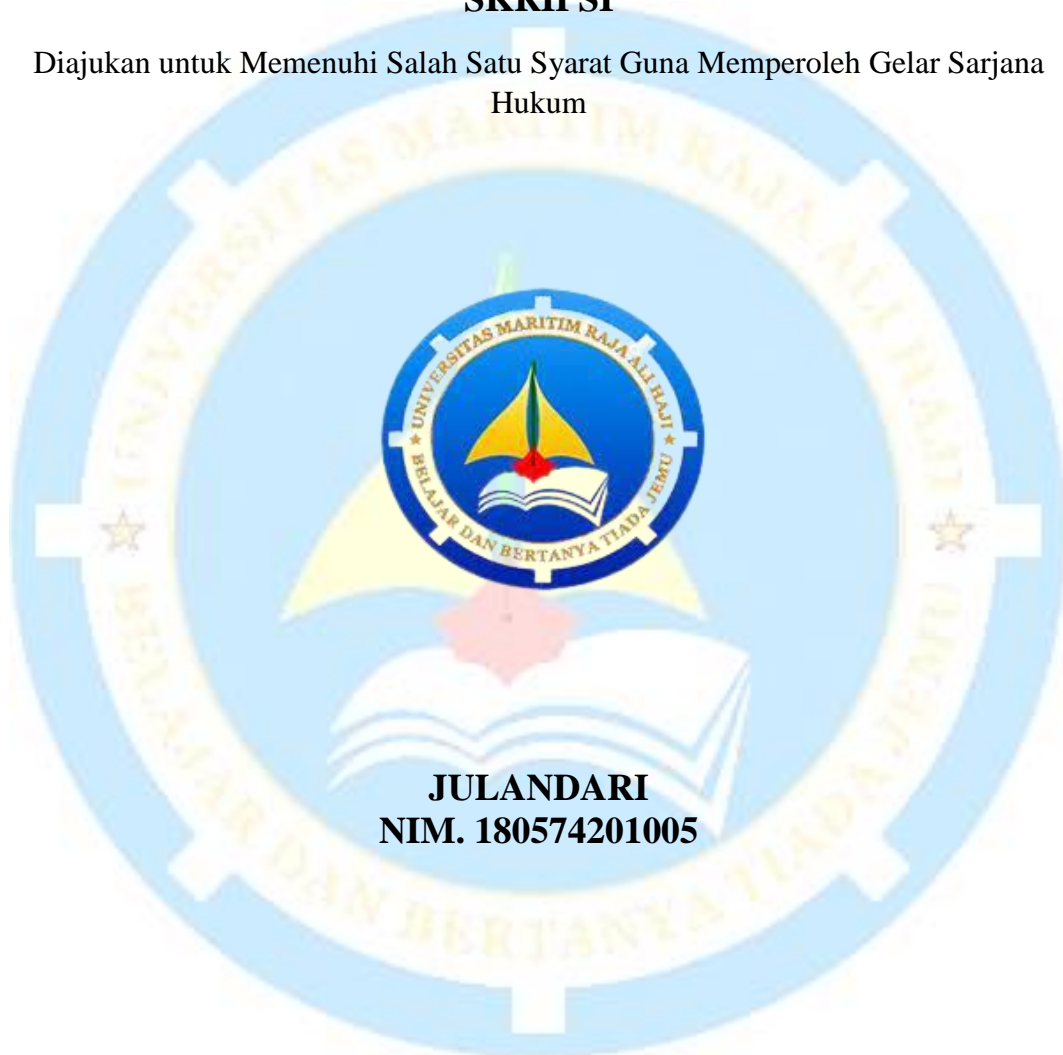 SKRIPSI
Diajukan untuk Memenuhi Salah Satu Syarat Guna Memperoleh Gelar Sarjana
Hukum
★ UNIVERSITAS MARITIM RAJA ALI HAJI ★
BELAJAR DAN BERTANYA TIADA JEMU
JULANDARI
NIM. 180574201005